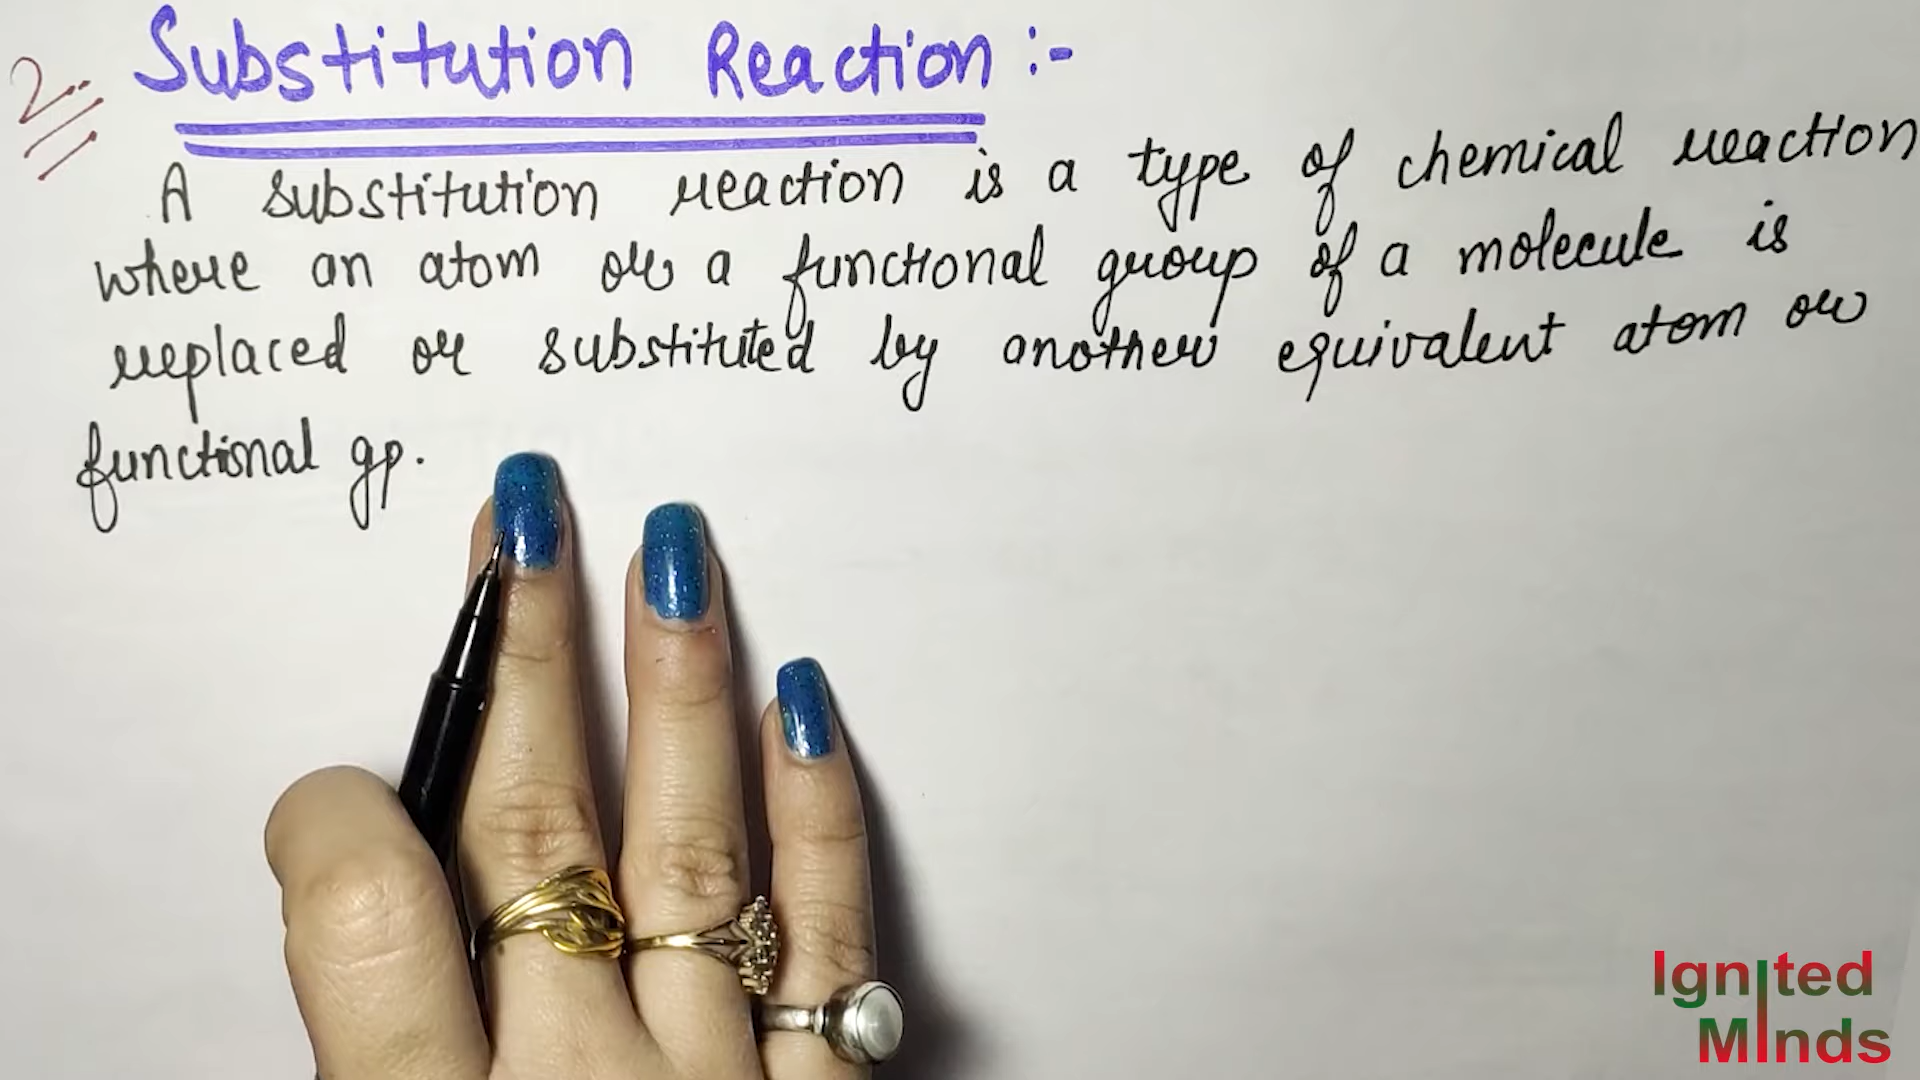 2. Substitution Reaction :-
A substitution reaction is a type of chemical reaction
where an atom or a functional group of a molecule is
replaced or substituted by another equivalent atom or
functional gp.
Ignited
Minds